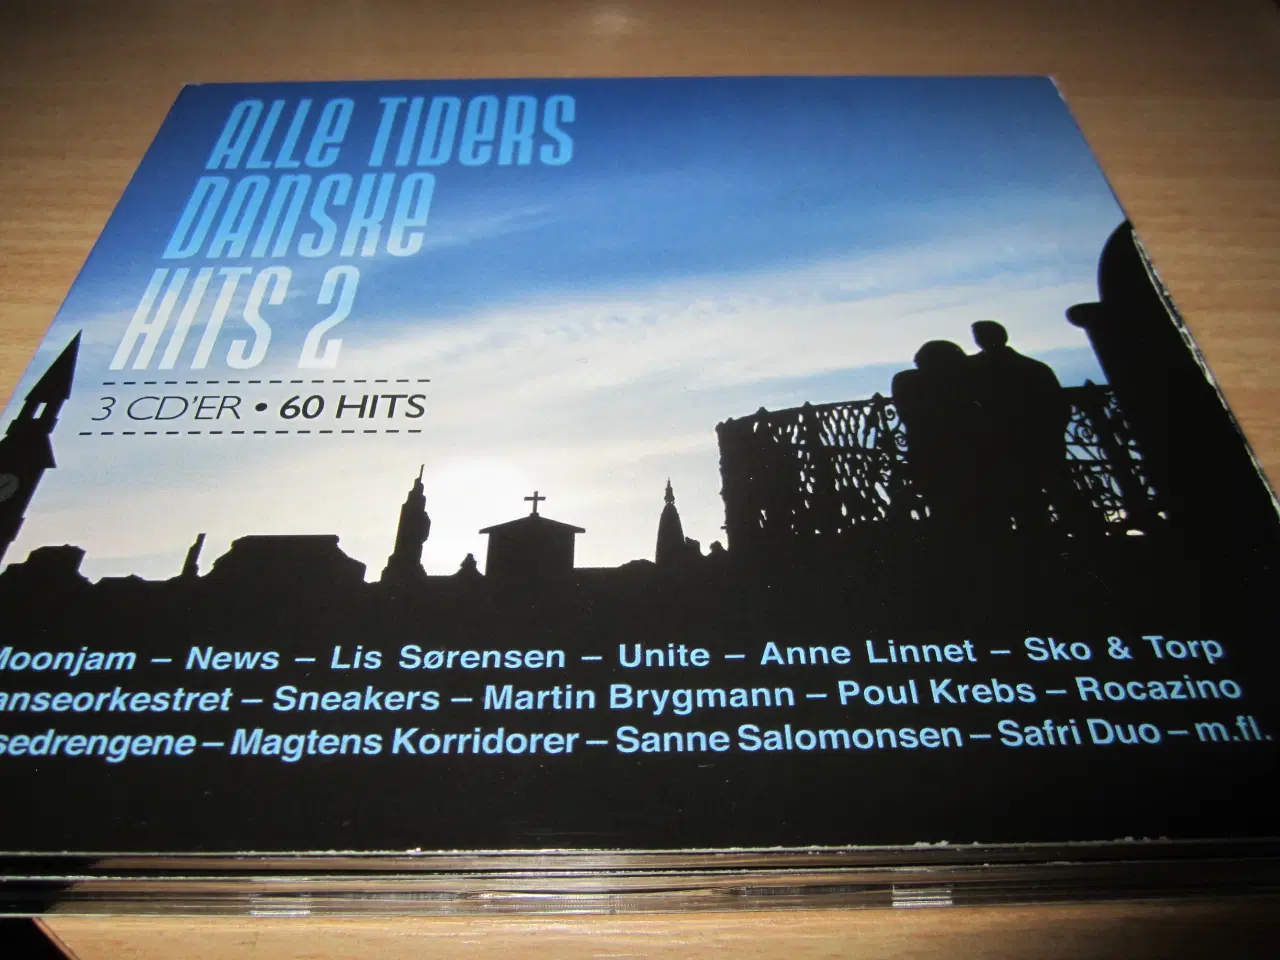 ALLE TIDERS
DANSKE
HITS 2
3 CD'ER • 60 HITS
Moonjam – News – Lis Sørensen – Unite – Anne Linnet – Sko & Torp
anseorkestret – Sneakers – Martin Brygmann – Poul Krebs – Rocazino
sedrengene – Magtens Korridorer – Sanne Salomonsen – Safri Duo – m.fl.